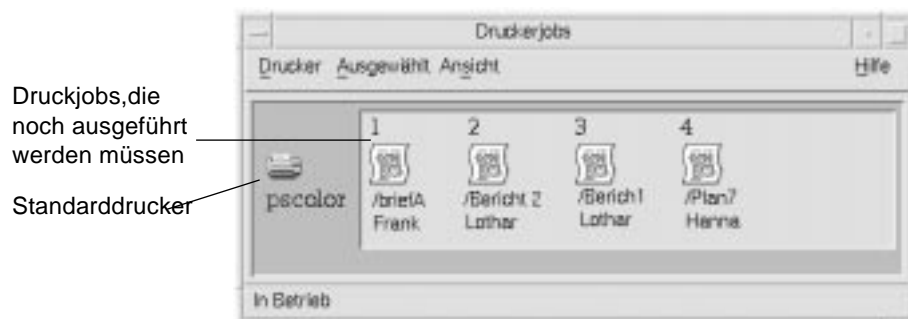 Druckerjobs
Drucker Ausgewählt Ansicht Hilfe
Druckjobs,die
noch ausgeführt
werden müssen
Standarddrucker
pscolor
1 2 3 4
/briefA /Bericht 2 /Bericht1 /Plan7
Frank Lothar Lothar Hanna
In Betrieb